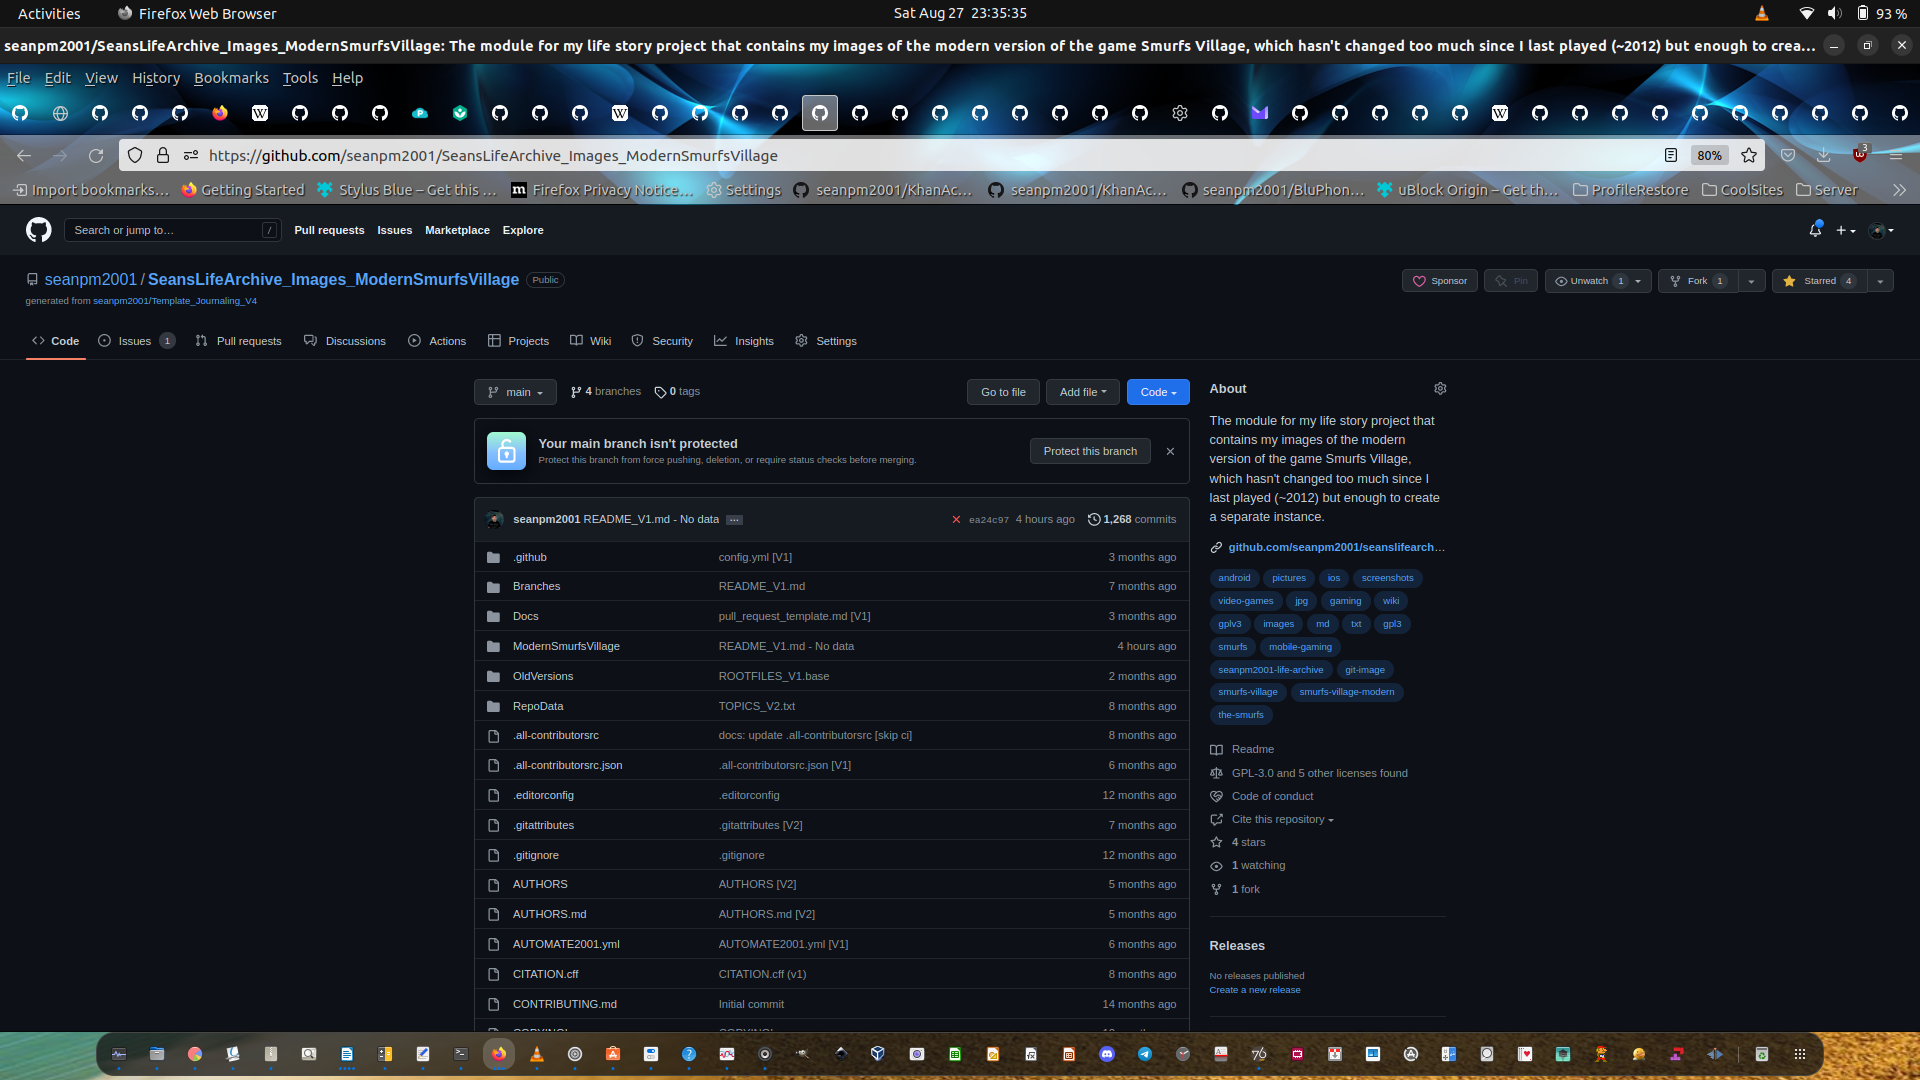 Activities
Firefox Web Browser
Sat Aug 27 23:35:35
93 %
seanpm2001/SeansLifeArchive_Images_ModernSmurfsVillage: The module for my life story project that contains my images of the modern version of the game Smurfs Village, which hasn't changed too much since I last played (~2012) but enough to crea…
File Edit View History Bookmarks Tools Help
https://github.com/seanpm2001/SeansLifeArchive_Images_ModernSmurfsVillage
80%
3
Import bookmarks… Getting Started Stylus Blue – Get this … Firefox Privacy Notice… Settings seanpm2001/KhanAc… seanpm2001/KhanAc… seanpm2001/BluPhon… uBlock Origin – Get th… ProfileRestore CoolSites Server
Search or jump to… /
Pull requests Issues Marketplace Explore
seanpm2001 / SeansLifeArchive_Images_ModernSmurfsVillage Public
Sponsor Pin Unwatch 1 Fork 1 Starred 4
generated from seanpm2001/Template_Journaling_V4
Code Issues 1 Pull requests Discussions Actions Projects Wiki Security Insights Settings
main 4 branches 0 tags Go to file Add file Code
Your main branch isn't protected
Protect this branch from force pushing, deletion, or require status checks before merging.
Protect this branch
seanpm2001 README_V1.md - No data … ea24c97 4 hours ago 1,268 commits
.github config.yml [V1] 3 months ago
Branches README_V1.md 7 months ago
Docs pull_request_template.md [V1] 3 months ago
ModernSmurfsVillage README_V1.md - No data 4 hours ago
OldVersions ROOTFILES_V1.base 2 months ago
RepoData TOPICS_V2.txt 8 months ago
.all-contributorsrc docs: update .all-contributorsrc [skip ci] 8 months ago
.all-contributorsrc.json .all-contributorsrc.json [V1] 6 months ago
.editorconfig .editorconfig 12 months ago
.gitattributes .gitattributes [V2] 7 months ago
.gitignore .gitignore 12 months ago
AUTHORS AUTHORS [V2] 5 months ago
AUTHORS.md AUTHORS.md [V2] 5 months ago
AUTOMATE2001.yml AUTOMATE2001.yml [V1] 6 months ago
CITATION.cff CITATION.cff (v1) 8 months ago
CONTRIBUTING.md Initial commit 14 months ago
About
The module for my life story project that
contains my images of the modern
version of the game Smurfs Village,
which hasn't changed too much since I
last played (~2012) but enough to create
a separate instance.
github.com/seanpm2001/seanslifearch…
android pictures ios screenshots
video-games jpg gaming wiki
gplv3 images md txt gpl3
smurfs mobile-gaming
seanpm2001-life-archive git-image
smurfs-village smurfs-village-modern
the-smurfs
Readme
GPL-3.0 and 5 other licenses found
Code of conduct
Cite this repository
4 stars
1 watching
1 fork
Releases
No releases published
Create a new release